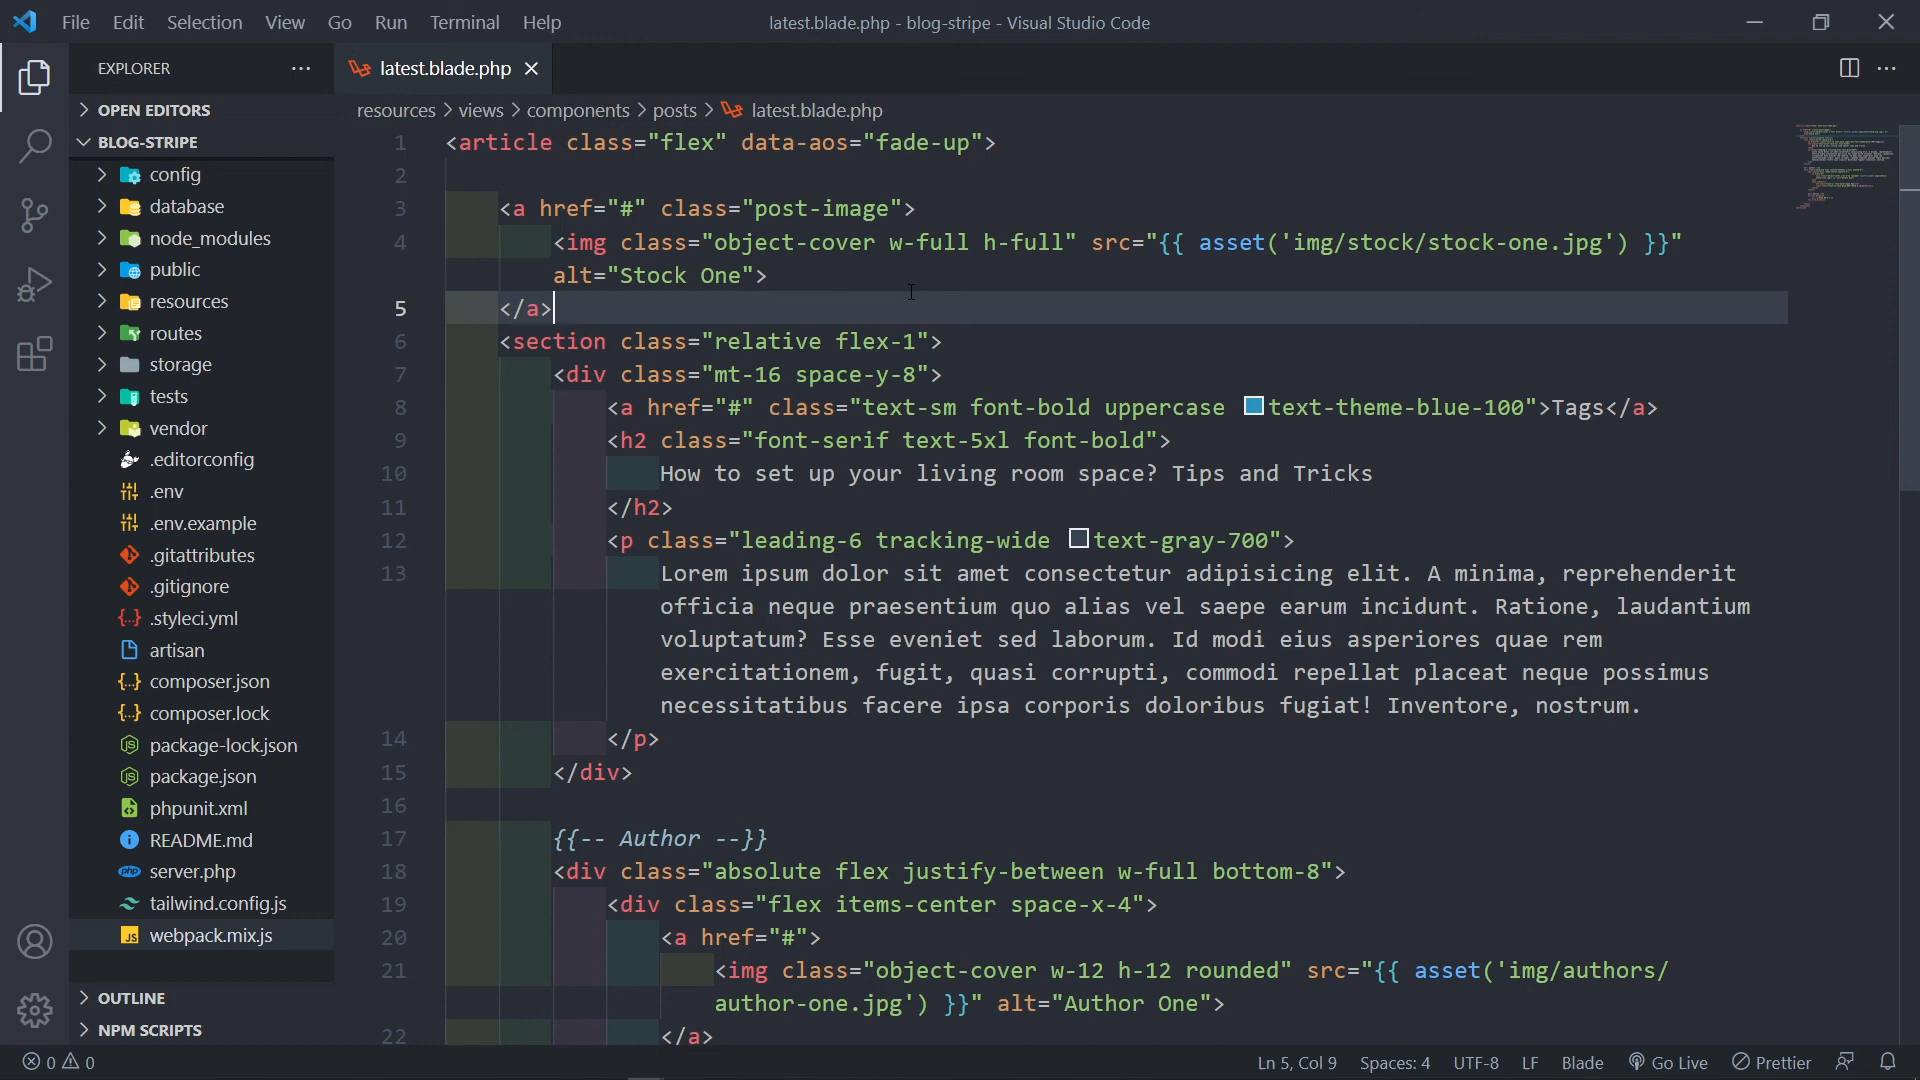 File Edit Selection View Go Run Terminal Help
latest.blade.php - blog-stripe - Visual Studio Code
EXPLORER
OPEN EDITORS
BLOG-STRIPE
config
database
node_modules
public
resources
routes
storage
tests
vendor
.editorconfig
.env
.env.example
.gitattributes
.gitignore
.styleci.yml
artisan
composer.json
composer.lock
package-lock.json
package.json
phpunit.xml
README.md
server.php
tailwind.config.js
webpack.mix.js
OUTLINE
NPM SCRIPTS
latest.blade.php
resources > views > components > posts > latest.blade.php
1 <article class="flex" data-aos="fade-up">
2
3 <a href="#" class="post-image">
4 <img class="object-cover w-full h-full" src="{{ asset('img/stock/stock-one.jpg') }}"
alt="Stock One">
5 </a>
6 <section class="relative flex-1">
7 <div class="mt-16 space-y-8">
8 <a href="#" class="text-sm font-bold uppercase text-theme-blue-100">Tags</a>
9 <h2 class="font-serif text-5xl font-bold">
10 How to set up your living room space? Tips and Tricks
11 </h2>
12 <p class="leading-6 tracking-wide text-gray-700">
13 Lorem ipsum dolor sit amet consectetur adipisicing elit. A minima, reprehenderit
officia neque praesentium quo alias vel saepe earum incidunt. Ratione, laudantium
voluptatum? Esse eveniet sed laborum. Id modi eius asperiores quae rem
exercitationem, fugit, quasi corrupti, commodi repellat placeat neque possimus
necessitatibus facere ipsa corporis doloribus fugiat! Inventore, nostrum.
14 </p>
15 </div>
16
17 {{-- Author --}}
18 <div class="absolute flex justify-between w-full bottom-8">
19 <div class="flex items-center space-x-4">
20 <a href="#">
21 <img class="object-cover w-12 h-12 rounded" src="{{ asset('img/authors/
author-one.jpg') }}" alt="Author One">
22 </a>
0 0
Ln 5, Col 9 Spaces: 4 UTF-8 LF Blade Go Live Prettier